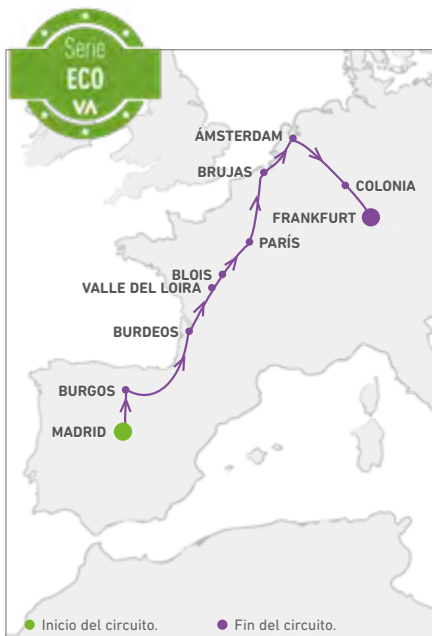 Serie
ECO
VA
ÁMSTERDAM
BRUJAS
COLONIA
FRANKFURT
PARÍS
BLOIS
VALLE DEL LOIRA
BURDEOS
BURGOS
MADRID
Inicio del circuito.
Fin del circuito.